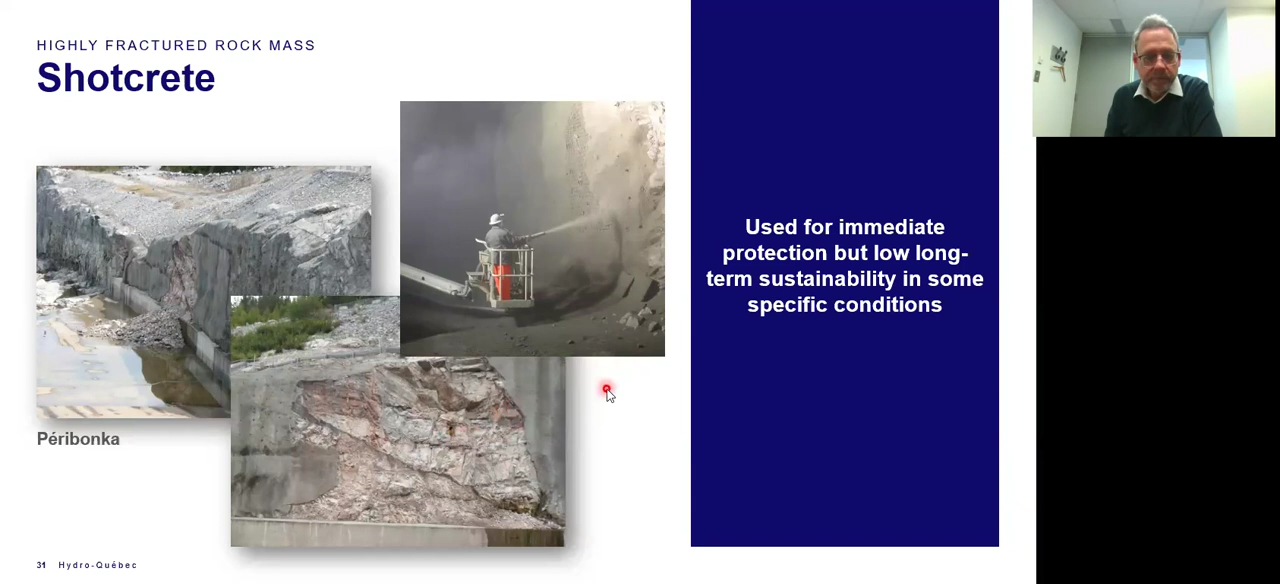 HIGHLY FRACTURED ROCK MASS
Shotcrete
Used for immediate
protection but low long-
term sustainability in some
specific conditions
Péribonka
31 Hydro-Québec